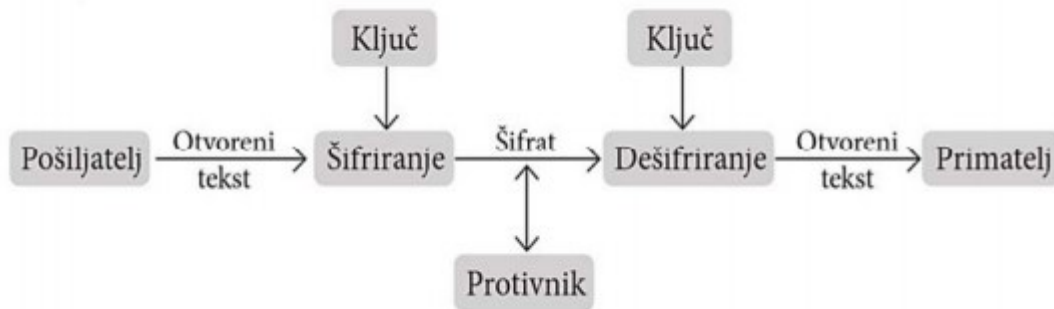 Ključ
Ključ
Pošiljatelj
Otvoreni
tekst
Šifriranje
Šifrat
Dešifriranje
Otvoreni
tekst
Primatelj
Protivnik